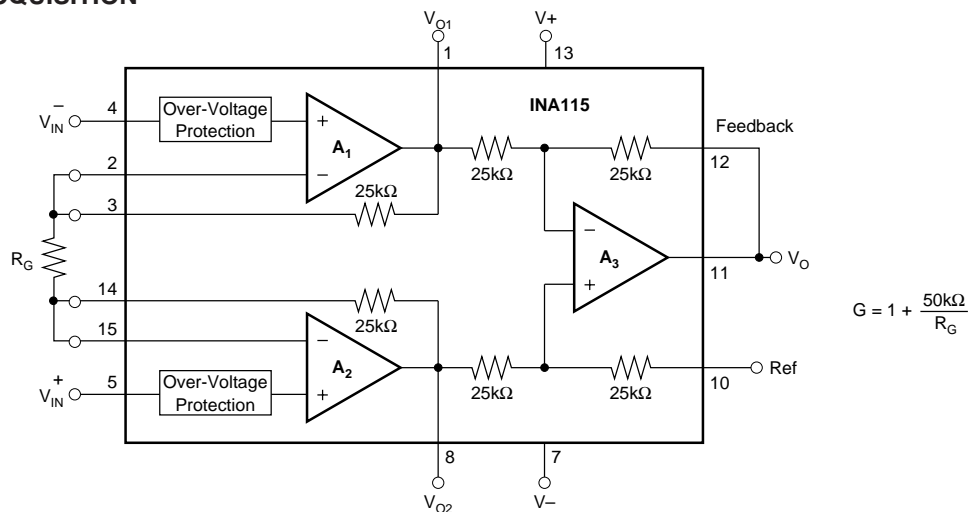 V_O1
V+
1
13
INA115
V_IN^–
4
Over-Voltage
Protection
+
A_1
–
Feedback
12
25kΩ
25kΩ
2
25kΩ
3
–
A_3
+
R_G
11
V_O
G = 1 + 50kΩ / R_G
14
25kΩ
15
–
A_2
+
V_IN^+
5
Over-Voltage
Protection
25kΩ
25kΩ
10
Ref
8
7
V_O2
V–